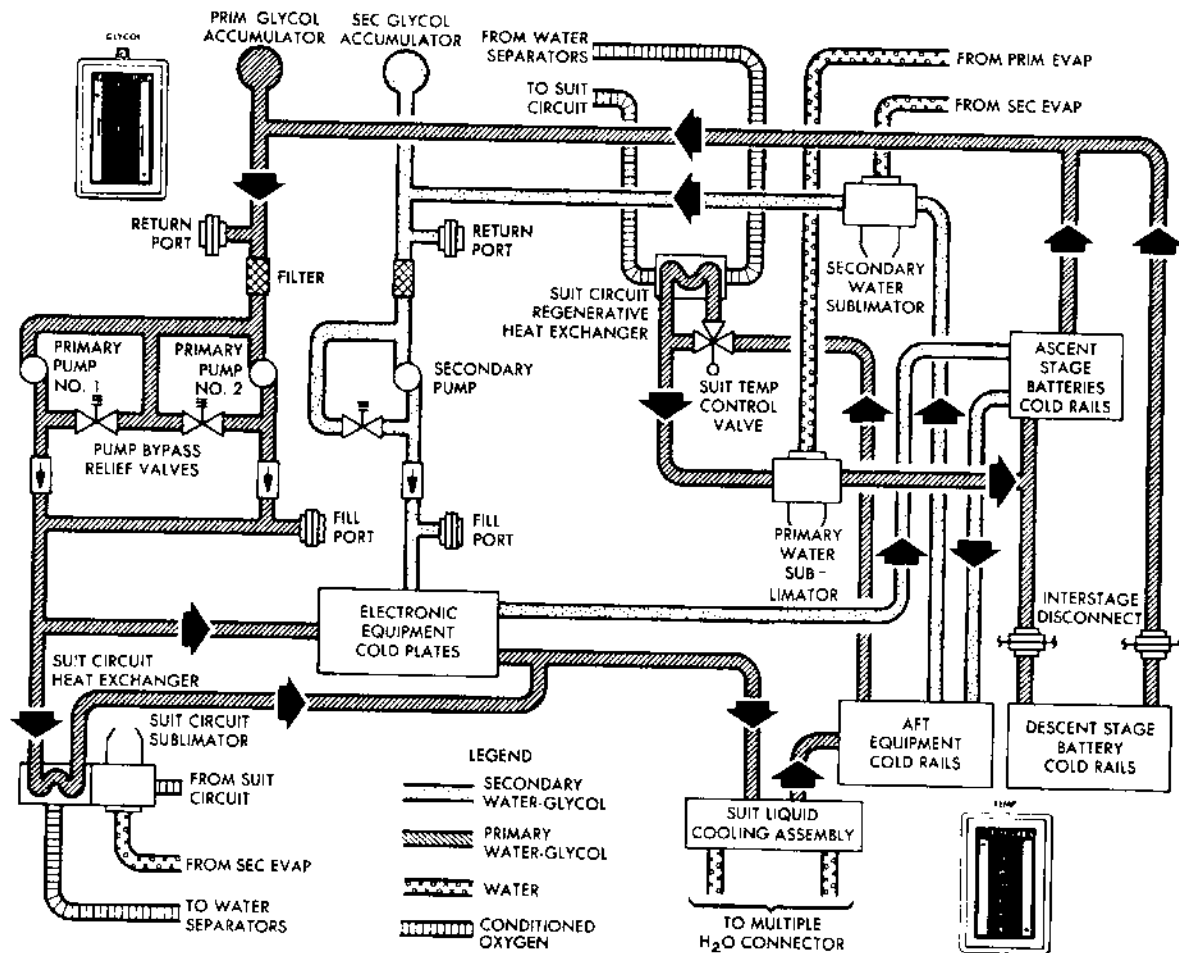 PRIM GLYCOL
ACCUMULATOR
SEC GLYCOL
ACCUMULATOR
GLYCOL
FROM WATER
SEPARATORS
TO SUIT
CIRCUIT
FROM PRIM EVAP
FROM SEC EVAP
RETURN
PORT
FILTER
RETURN
PORT
SECONDARY
WATER
SUBLIMATOR
SUIT CIRCUIT
REGENERATIVE
HEAT EXCHANGER
PRIMARY
PUMP
NO. 1
PRIMARY
PUMP
NO. 2
SECONDARY
PUMP
SUIT TEMP
CONTROL
VALVE
ASCENT
STAGE
BATTERIES
COLD RAILS
PUMP BYPASS
RELIEF VALVES
FILL
PORT
FILL
PORT
PRIMARY
WATER
SUB-
LIMATOR
ELECTRONIC
EQUIPMENT
COLD PLATES
INTERSTAGE
DISCONNECT
SUIT CIRCUIT
HEAT EXCHANGER
SUIT CIRCUIT
SUBLIMATOR
AFT
EQUIPMENT
COLD RAILS
DESCENT STAGE
BATTERY
COLD RAILS
FROM SUIT
CIRCUIT
FROM SEC EVAP
TO WATER
SEPARATORS
LEGEND
SECONDARY
WATER-GLYCOL
PRIMARY
WATER-GLYCOL
WATER
CONDITIONED
OXYGEN
SUIT LIQUID
COOLING ASSEMBLY
TO MULTIPLE
H₂O CONNECTOR
TEMP